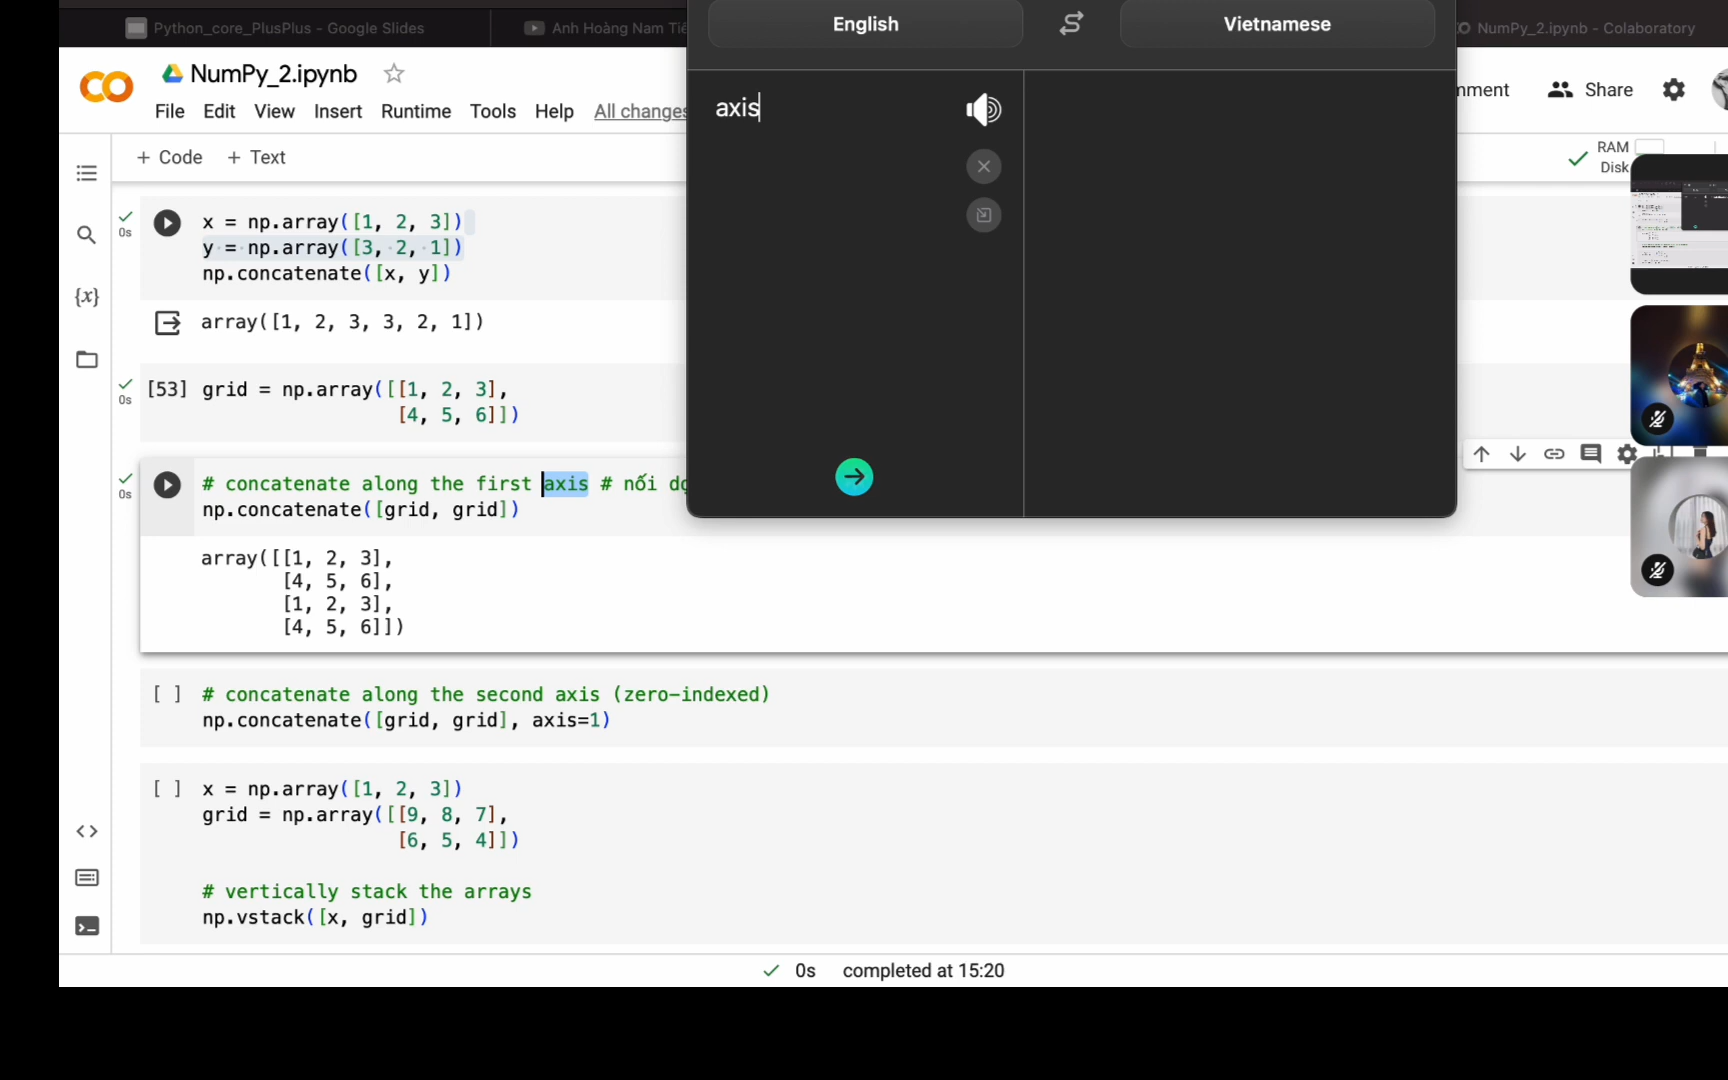 Python_core_PlusPlus - Google Slides
Anh Hoàng Nam
NumPy_2.ipynb - Colaboratory
English
Vietnamese
axis
NumPy_2.ipynb
File Edit View Insert Runtime Tools Help All changes
Share
+ Code + Text
RAM
Disk
0s
x = np.array([1, 2, 3])
y = np.array([3, 2, 1])
np.concatenate([x, y])
array([1, 2, 3, 3, 2, 1])
0s
[53] grid = np.array([[1, 2, 3],
[4, 5, 6]])
0s
# concatenate along the first axis # nối
np.concatenate([grid, grid])
array([[1, 2, 3],
[4, 5, 6],
[1, 2, 3],
[4, 5, 6]])
[ ] # concatenate along the second axis (zero-indexed)
np.concatenate([grid, grid], axis=1)
[ ] x = np.array([1, 2, 3])
grid = np.array([[9, 8, 7],
[6, 5, 4]])
# vertically stack the arrays
np.vstack([x, grid])
0s completed at 15:20